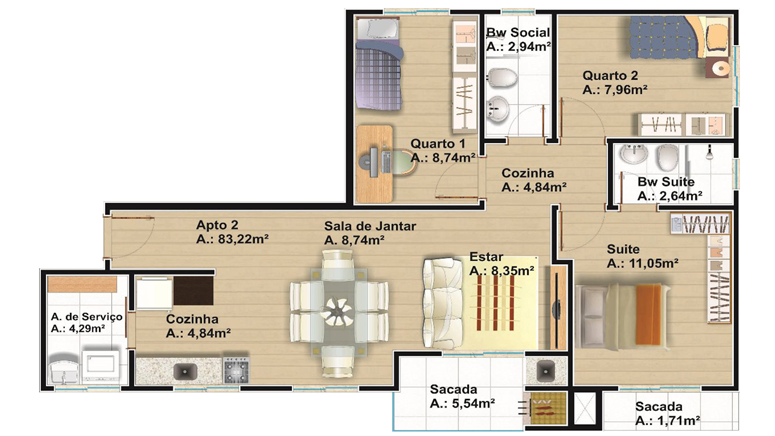 Bw Social
A.: 2,94m²
Quarto 2
A.: 7,96m²
Quarto 1
A.: 8,74m²
Cozinha
A.: 4,84m²
Bw Suite
A.: 2,64m²
Apto 2
A.: 83,22m²
Sala de Jantar
A. 8,74m²
Estar
A.: 8,35m²
Suite
A.: 11,05m²
A. de Serviço
A.: 4,29m²
Cozinha
A.: 4,84m²
Sacada
A.: 5,54m²
Sacada
A.: 1,71m²